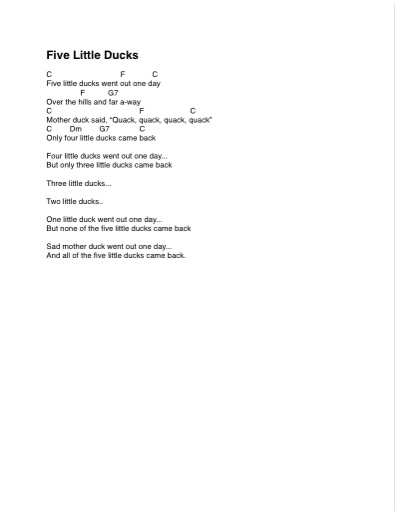 Five Little Ducks
C F C
Five little ducks went out one day
F G7
Over the hills and far a-way
C F C
Mother duck said, “Quack, quack, quack, quack”
C Dm G7 C
Only four little ducks came back
Four little ducks went out one day...
But only three little ducks came back
Three little ducks...
Two little ducks..
One little duck went out one day...
But none of the five little ducks came back
Sad mother duck went out one day...
And all of the five little ducks came back.